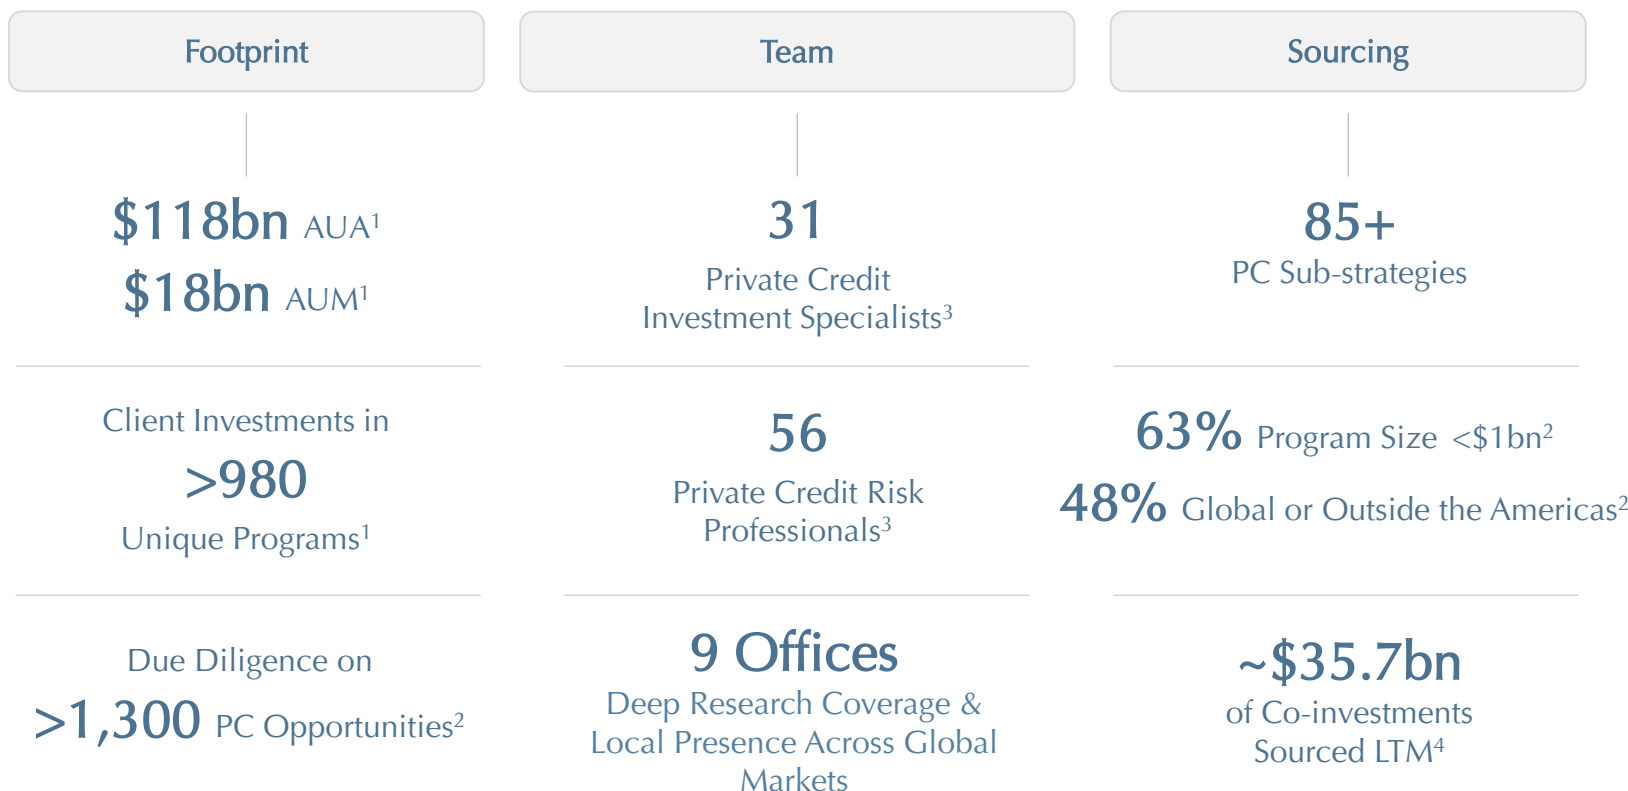 Footprint
$118bn AUA¹
$18bn AUM¹
Client Investments in
>980
Unique Programs¹
Due Diligence on
>1,300 PC Opportunities²
Team
31
Private Credit
Investment Specialists³
56
Private Credit Risk
Professionals³
9 Offices
Deep Research Coverage &
Local Presence Across Global
Markets
Sourcing
85+
PC Sub-strategies
63% Program Size <$1bn²
48% Global or Outside the Americas²
~$35.7bn
of Co-investments
Sourced LTM⁴